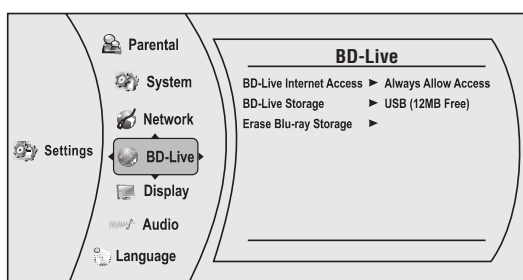 Settings
Parental
System
Network
BD-Live
Display
Audio
Language
BD-Live
BD-Live Internet Access ► Always Allow Access
BD-Live Storage ► USB (12MB Free)
Erase Blu-ray Storage ►